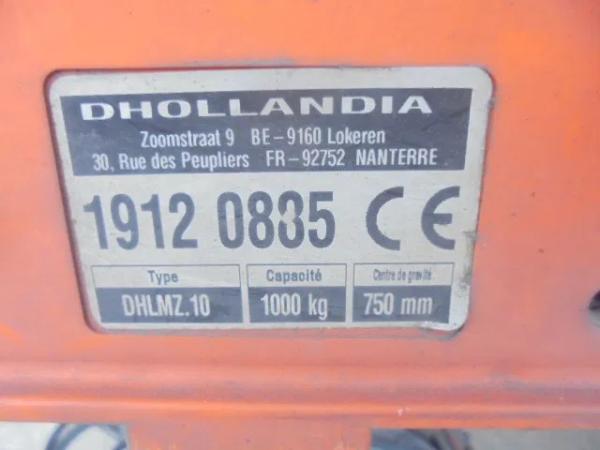 DHOLLANDIA
Zoomstraat 9 BE-9160 Lokeren
30, Rue des Peupliers FR-92752 NANTERRE
1912 0885 CE
Type Capacité Centre de gravité
DHLMZ.10 1000 kg 750 mm